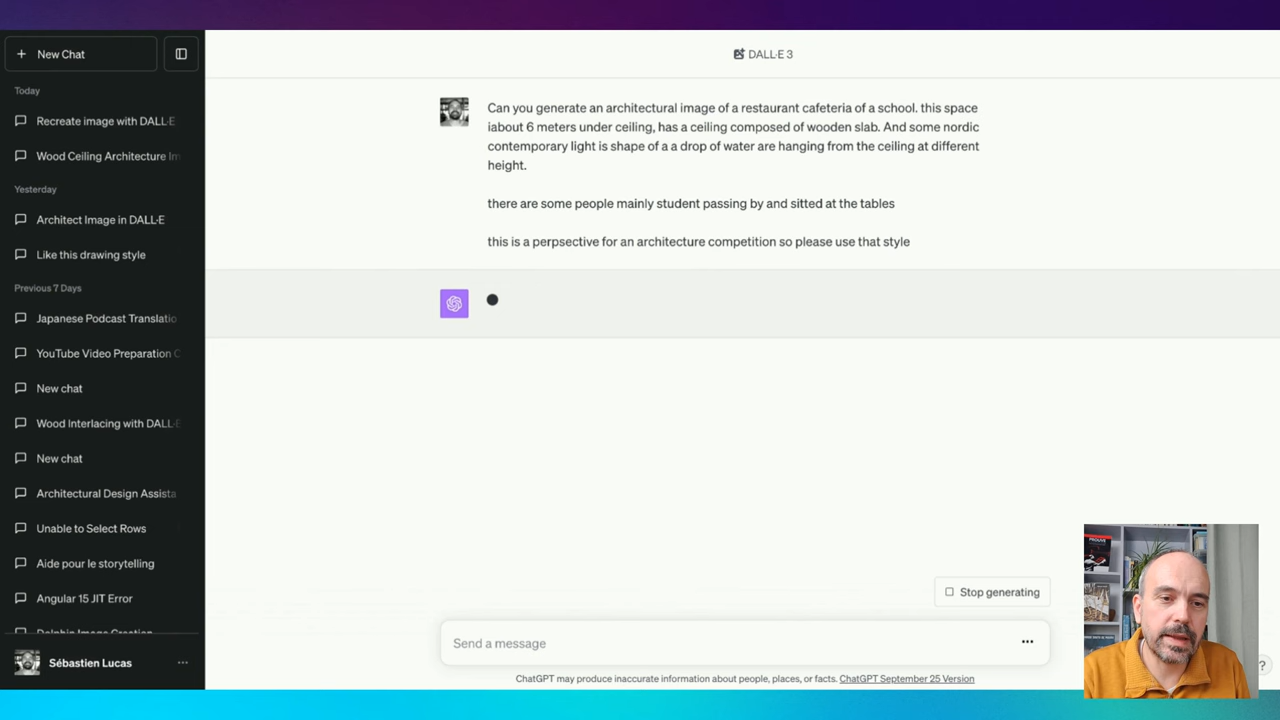 New Chat
Today
Recreate image with DALL·E
Wood Ceiling Architecture Im
Yesterday
Architect Image in DALL·E
Like this drawing style
Previous 7 Days
Japanese Podcast Translatio
YouTube Video Preparation C
New chat
Wood Interlacing with DALL·E
New chat
Architectural Design Assista
Unable to Select Rows
Aide pour le storytelling
Angular 15 JIT Error
Dolphin Image Creation
Sébastien Lucas
DALL·E 3
Can you generate an architectural image of a restaurant cafeteria of a school. this space
iabout 6 meters under ceiling, has a ceiling composed of wooden slab. And some nordic
contemporary light is shape of a a drop of water are hanging from the ceiling at different
height.
there are some people mainly student passing by and sitted at the tables
this is a perpsective for an architecture competition so please use that style
Stop generating
Send a message
ChatGPT may produce inaccurate information about people, places, or facts. ChatGPT September 25 Version
PROUVÉ
?